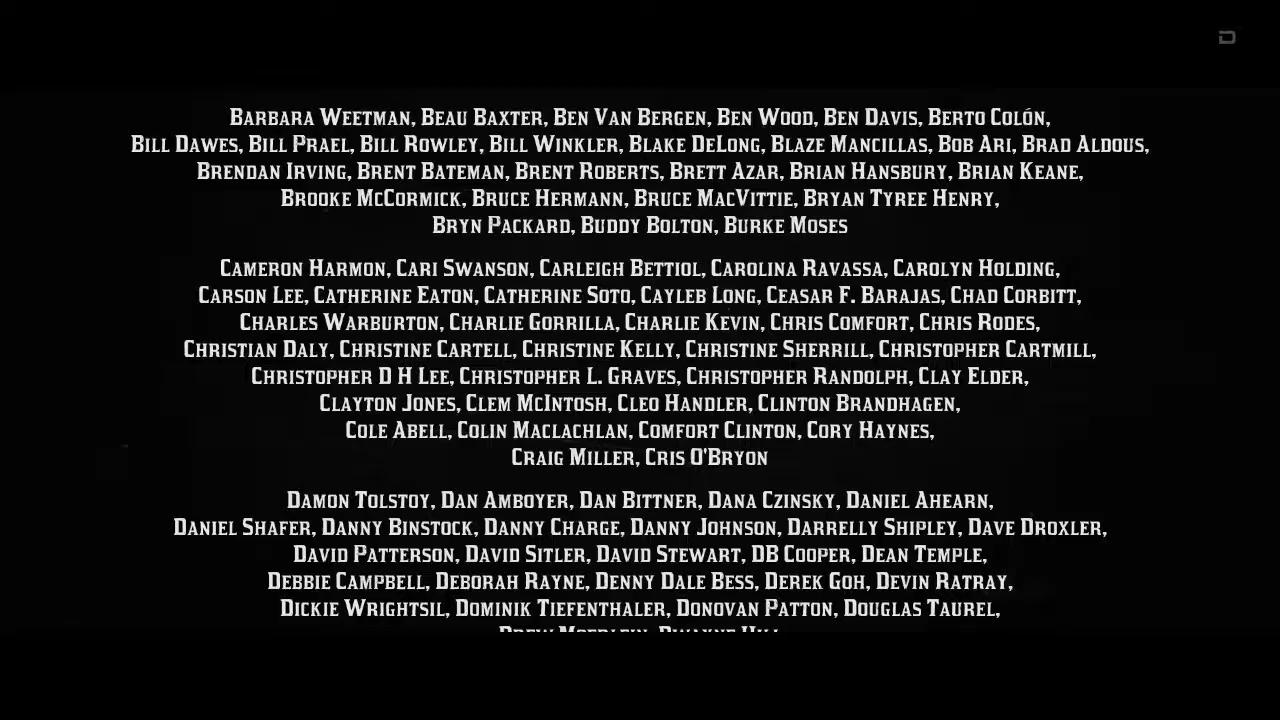 Barbara Weetman, Beau Baxter, Ben Van Bergen, Ben Wood, Ben Davis, Berto Colón,
Bill Dawes, Bill Prael, Bill Rowley, Bill Winkler, Blake DeLong, Blaze Mancillas, Bob Ari, Brad Aldous,
Brendan Irving, Brent Bateman, Brent Roberts, Brett Azar, Brian Hansbury, Brian Keane,
Brooke McCormick, Bruce Hermann, Bruce MacVittie, Bryan Tyree Henry,
Bryn Packard, Buddy Bolton, Burke Moses
Cameron Harmon, Cari Swanson, Carleigh Bettiol, Carolina Ravassa, Carolyn Holding,
Carson Lee, Catherine Eaton, Catherine Soto, Cayleb Long, Ceasar F. Barajas, Chad Corbitt,
Charles Warburton, Charlie Gorrilla, Charlie Kevin, Chris Comfort, Chris Rodes,
Christian Daly, Christine Cartell, Christine Kelly, Christine Sherrill, Christopher Cartmill,
Christopher D H Lee, Christopher L. Graves, Christopher Randolph, Clay Elder,
Clayton Jones, Clem McIntosh, Cleo Handler, Clinton Brandhagen,
Cole Abell, Colin Maclachlan, Comfort Clinton, Cory Haynes,
Craig Miller, Cris O'Bryon
Damon Tolstoy, Dan Amboyer, Dan Bittner, Dana Czinsky, Daniel Ahearn,
Daniel Shafer, Danny Binstock, Danny Charge, Danny Johnson, Darrelly Shipley, Dave Droxler,
David Patterson, David Sitler, David Stewart, DB Cooper, Dean Temple,
Debbie Campbell, Deborah Rayne, Denny Dale Bess, Derek Goh, Devin Ratray,
Dickie Wrightsil, Dominik Tiefenthaler, Donovan Patton, Douglas Taurel,